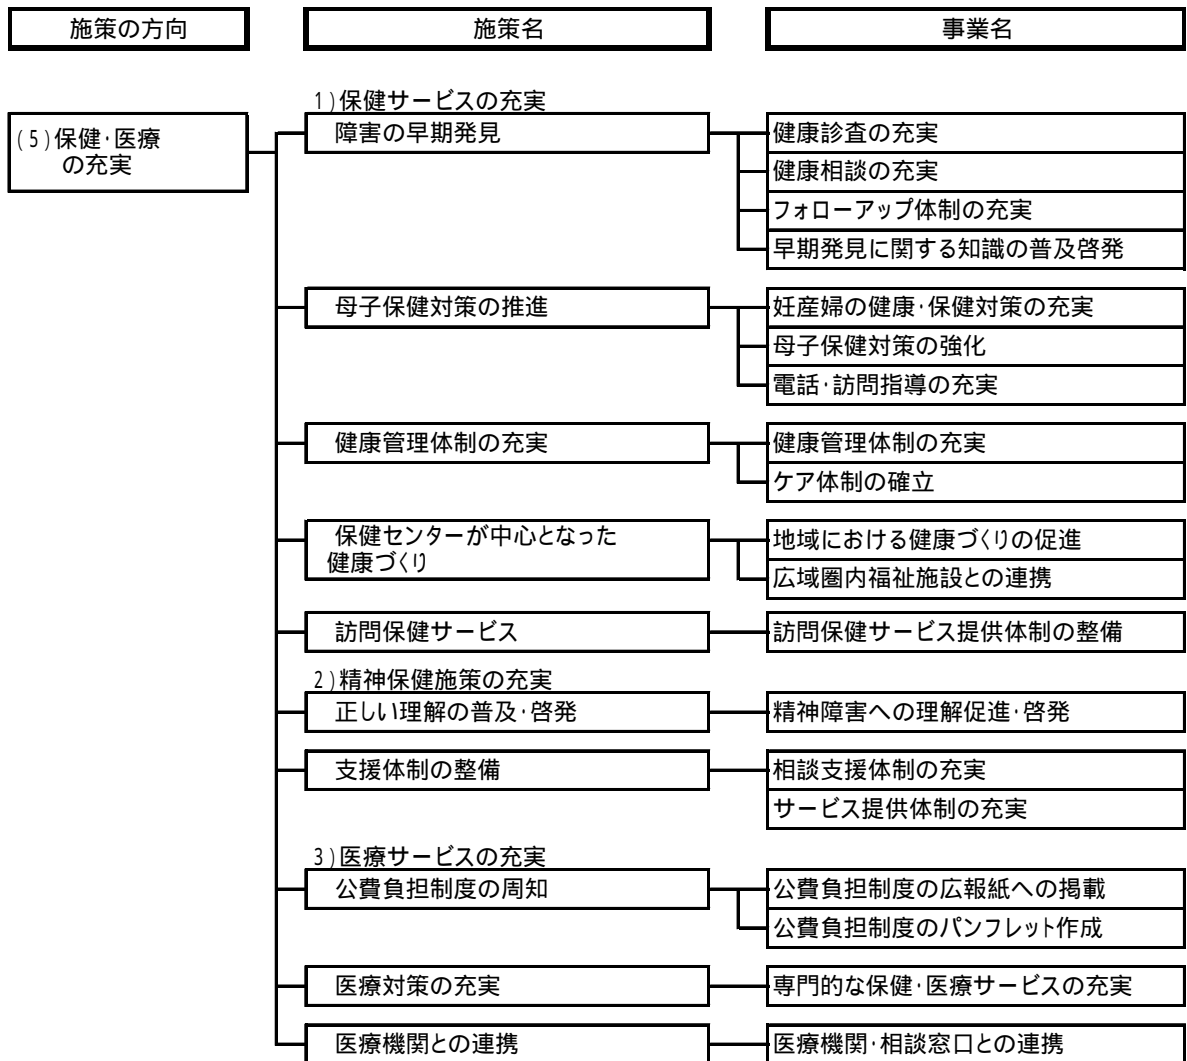 施策の方向
施策名
事業名
(5)保健·医療
の充実
1)保健サービスの充実
障害の早期発見
健康診査の充実
健康相談の充実
フォローアップ体制の充実
早期発見に関する知識の普及啓発
母子保健対策の推進
妊産婦の健康·保健対策の充実
母子保健対策の強化
電話·訪問指導の充実
健康管理体制の充実
健康管理体制の充実
ケア体制の確立
保健センターが中心となった
健康づくり
地域における健康づくりの促進
広域圏内福祉施設との連携
訪問保健サービス
訪問保健サービス提供体制の整備
2)精神保健施策の充実
正しい理解の普及·啓発
精神障害への理解促進·啓発
支援体制の整備
相談支援体制の充実
サービス提供体制の充実
3)医療サービスの充実
公費負担制度の周知
公費負担制度の広報紙への掲載
公費負担制度のパンフレット作成
医療対策の充実
専門的な保健·医療サービスの充実
医療機関との連携
医療機関·相談窓口との連携